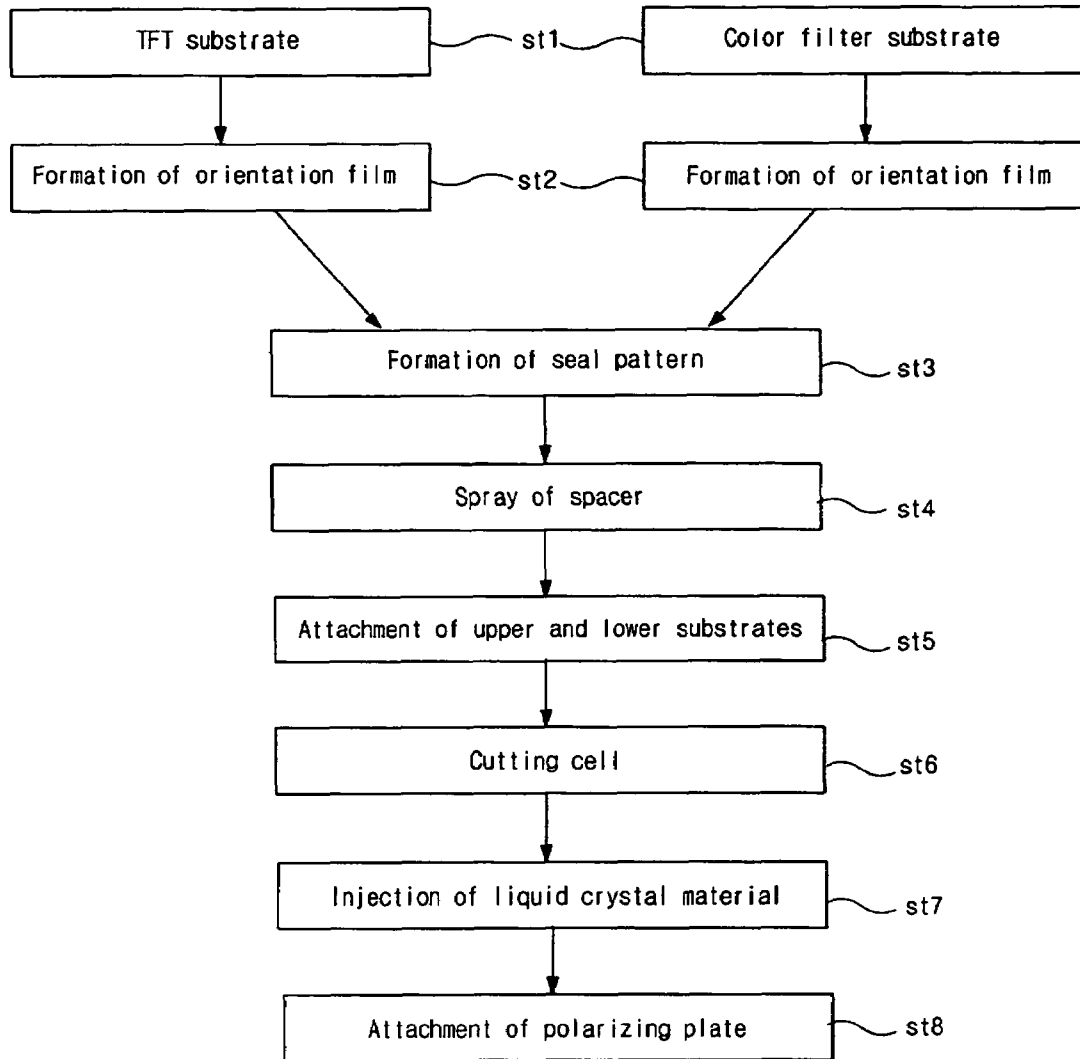 TFT substrate
st1
Color filter substrate
Formation of orientation film
st2
Formation of orientation film
Formation of seal pattern
st3
Spray of spacer
st4
Attachment of upper and lower substrates
st5
Cutting cell
st6
Injection of liquid crystal material
st7
Attachment of polarizing plate
st8